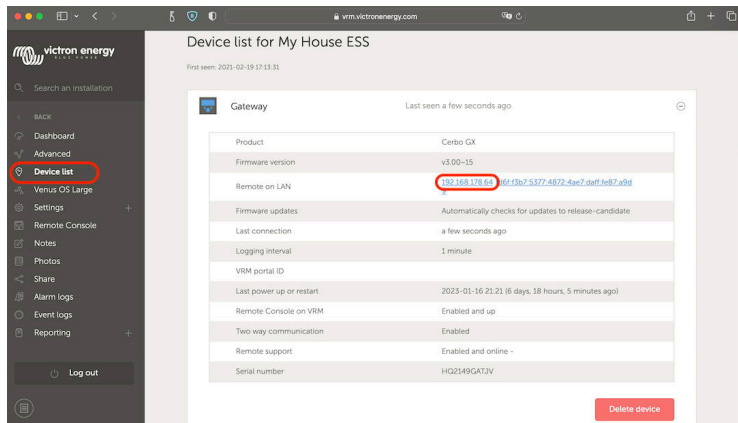 vrm.victronenergy.com
victron energy
BLUE POWER
Search an installation
BACK
Dashboard
Advanced
Device list
Venus OS Large
Settings
Remote Console
Notes
Photos
Share
Alarm logs
Event logs
Reporting
Log out
Device list for My House ESS
First seen: 2021-02-19 17:13:31
Gateway Last seen a few seconds ago
Product Cerbo GX
Firmware version v3.00~15
Remote on LAN 192.168.178.64
Firmware updates Automatically checks for updates to release-candidate
Last connection a few seconds ago
Logging interval 1 minute
VRM portal ID
Last power up or restart 2023-01-16 21:21 (6 days, 18 hours, 5 minutes ago)
Remote Console on VRM Enabled and up
Two way communication Enabled
Remote support Enabled and online -
Serial number HQ2149GATJV
Delete device